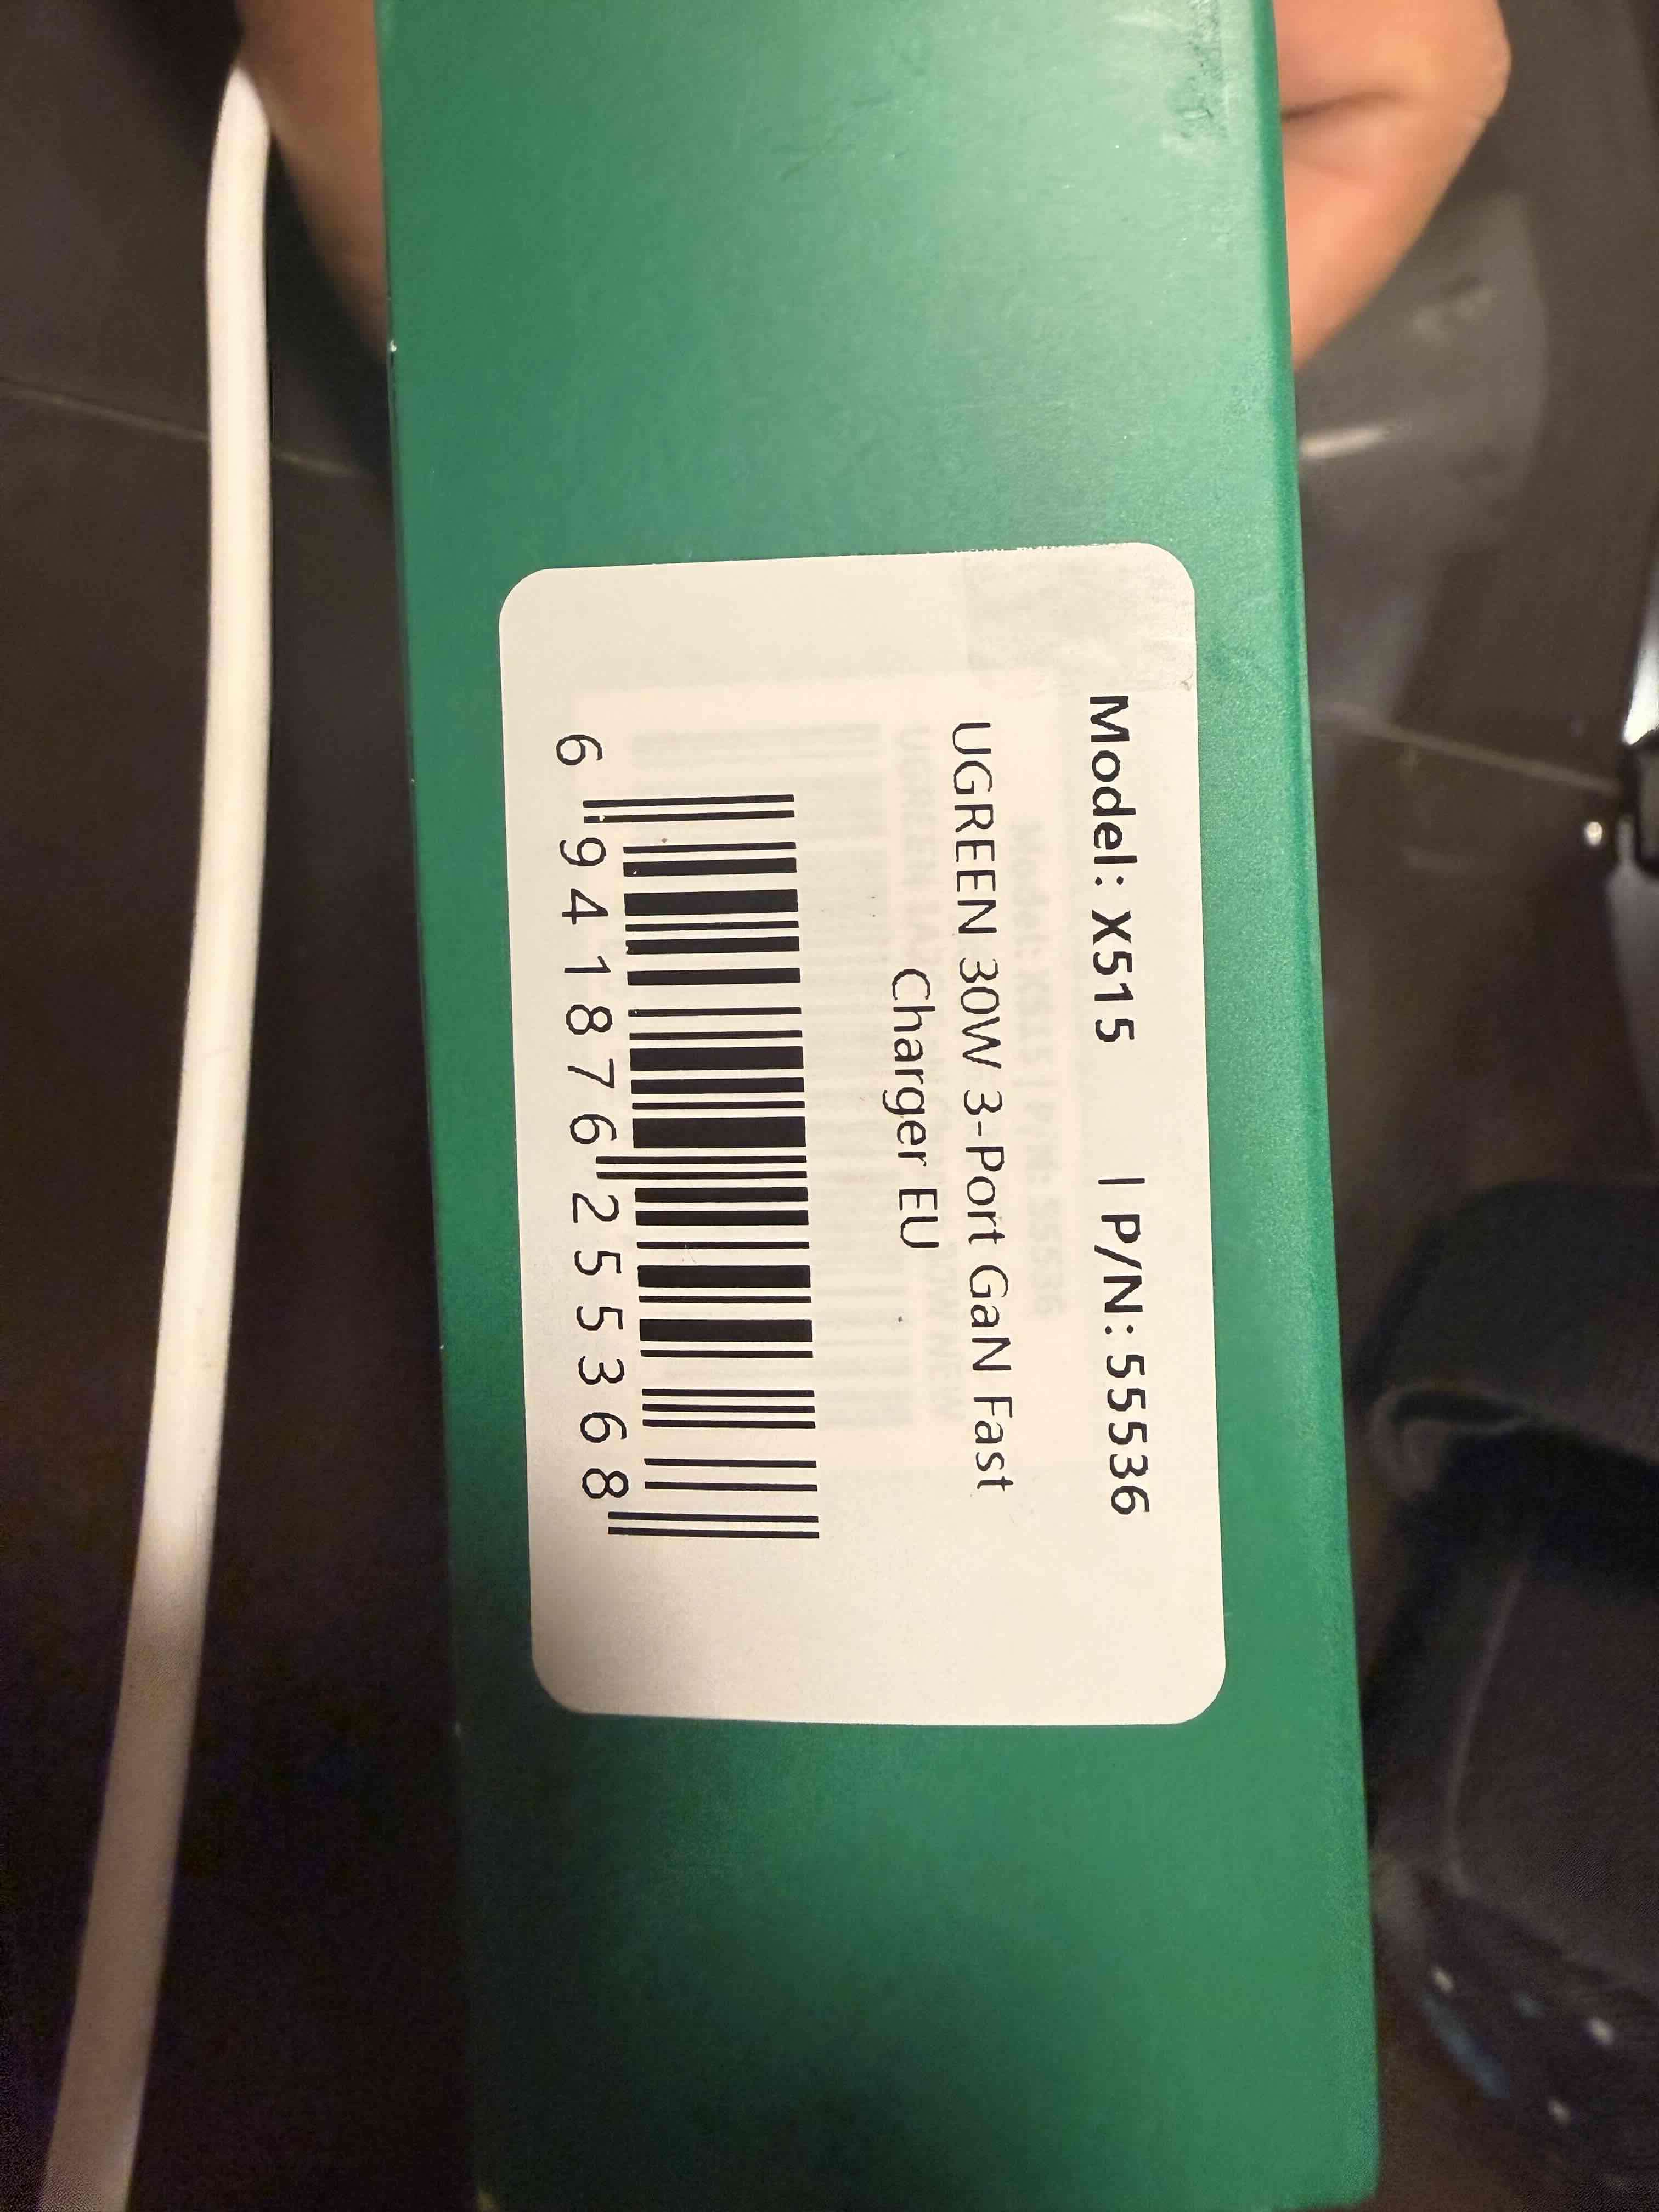 Model: X515 | P/N: 55536
UGREEN 30W 3-Port GaN Fast
Charger EU
6 941876 255368